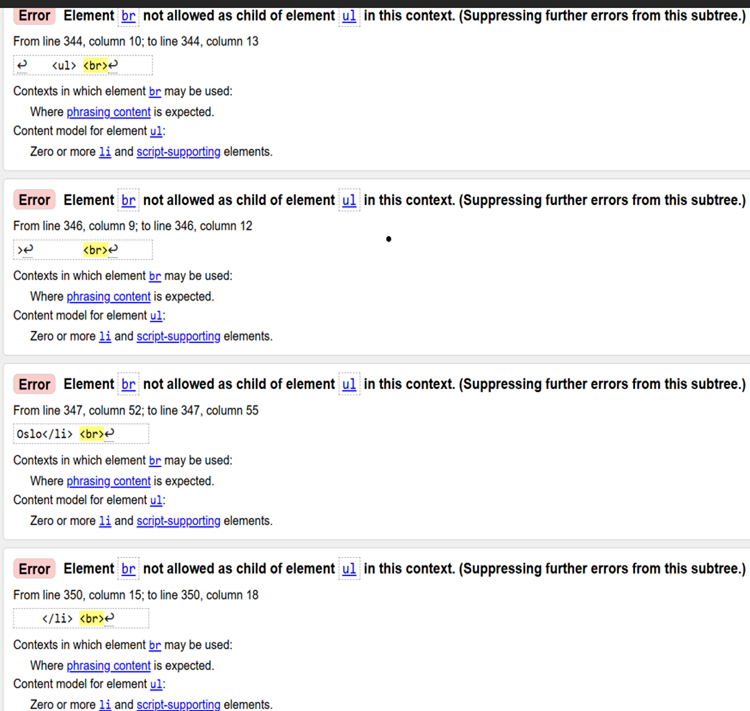 Error Element br not allowed as child of element ul in this context. (Suppressing further errors from this subtree.)
From line 344, column 10; to line 344, column 13
↩ <ul> <br>↩
Contexts in which element br may be used:
Where phrasing content is expected.
Content model for element ul:
Zero or more li and script-supporting elements.
Error Element br not allowed as child of element ul in this context. (Suppressing further errors from this subtree.)
From line 346, column 9; to line 346, column 12
>↩ <br>↩
Contexts in which element br may be used:
Where phrasing content is expected.
Content model for element ul:
Zero or more li and script-supporting elements.
Error Element br not allowed as child of element ul in this context. (Suppressing further errors from this subtree.)
From line 347, column 52; to line 347, column 55
Oslo</li> <br>↩
Contexts in which element br may be used:
Where phrasing content is expected.
Content model for element ul:
Zero or more li and script-supporting elements.
Error Element br not allowed as child of element ul in this context. (Suppressing further errors from this subtree.)
From line 350, column 15; to line 350, column 18
</li> <br>↩
Contexts in which element br may be used:
Where phrasing content is expected.
Content model for element ul:
Zero or more li and script-supporting elements.